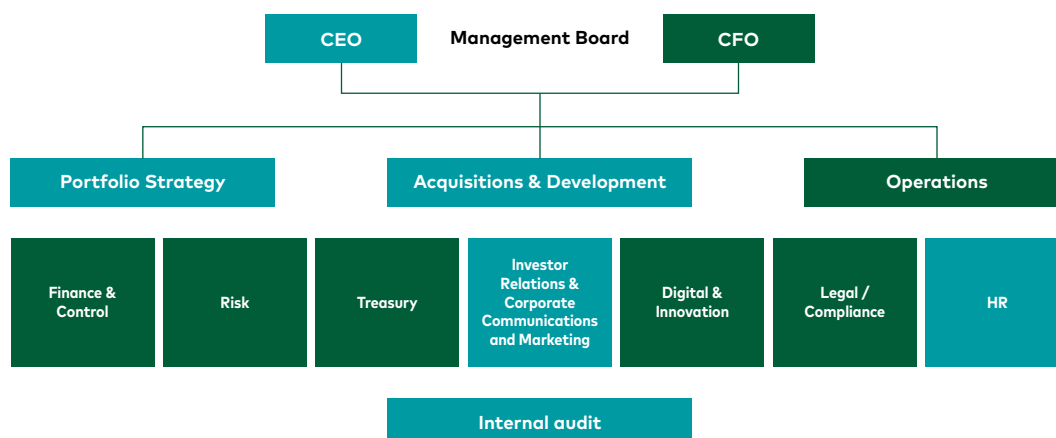 CEO
Management Board
CFO
Portfolio Strategy
Acquisitions & Development
Operations
Finance &
Control
Risk
Treasury
Investor
Relations &
Corporate
Communications
and Marketing
Digital &
Innovation
Legal /
Compliance
HR
Internal audit